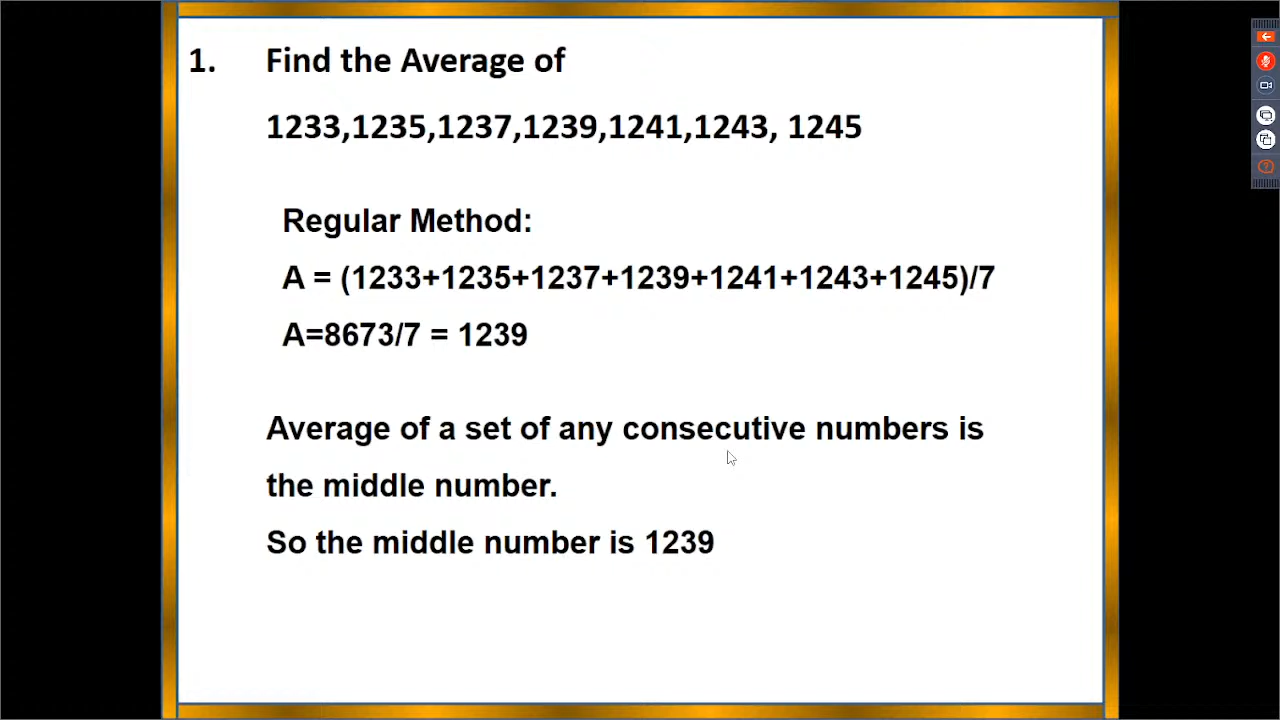 1. Find the Average of
1233,1235,1237,1239,1241,1243, 1245
Regular Method:
A = (1233+1235+1237+1239+1241+1243+1245)/7
A=8673/7 = 1239
Average of a set of any consecutive numbers is
the middle number.
So the middle number is 1239